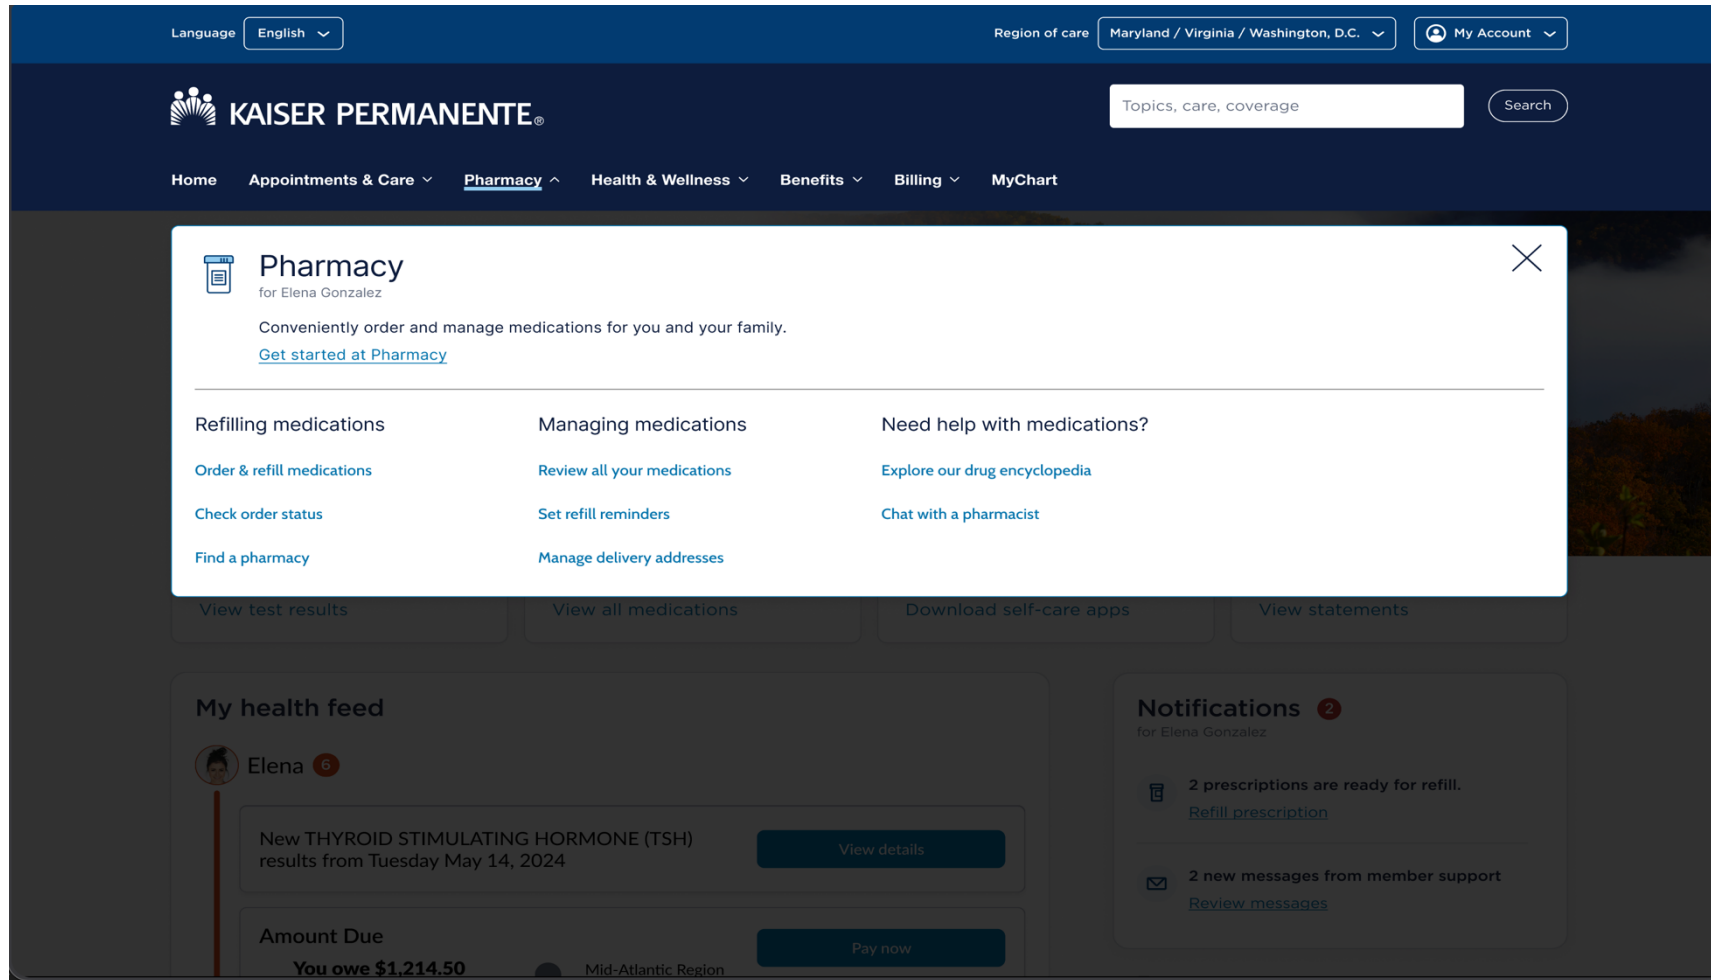 Language English
Region of care Maryland / Virginia / Washington, D.C. My Account
KAISER PERMANENTE®
Topics, care, coverage Search
Home Appointments & Care Pharmacy Health & Wellness Benefits Billing MyChart
Pharmacy
for Elena Gonzalez
Conveniently order and manage medications for you and your family.
Get started at Pharmacy
Refilling medications
Order & refill medications
Check order status
Find a pharmacy
Managing medications
Review all your medications
Set refill reminders
Manage delivery addresses
Need help with medications?
Explore our drug encyclopedia
Chat with a pharmacist
View test results
View all medications
Download self-care apps
View statements
My health feed
Elena 6
New THYROID STIMULATING HORMONE (TSH)
results from Tuesday May 14, 2024
View details
Amount Due
You owe $1,214.50
Mid-Atlantic Region
Pay now
Notifications 2
for Elena Gonzalez
2 prescriptions are ready for refill.
Refill prescription
2 new messages from member support
Review messages